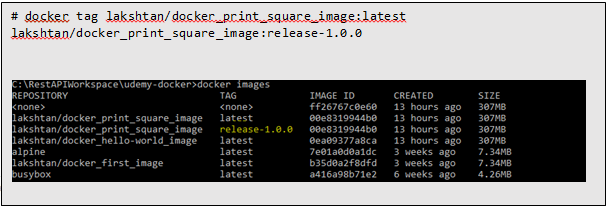 # docker tag lakshtan/docker_print_square_image:latest
lakshtan/docker_print_square_image:release-1.0.0
C:\RestAPIWorkspace\udemy-docker>docker images
REPOSITORY TAG IMAGE ID CREATED SIZE
<none> <none> ff26767c0e60 13 hours ago 307MB
lakshtan/docker_print_square_image latest 00e8319944b0 13 hours ago 307MB
lakshtan/docker_print_square_image release-1.0.0 00e8319944b0 13 hours ago 307MB
lakshtan/docker_hello-world_image latest 0ea09377a8ca 13 hours ago 307MB
alpine latest 7e01a0d0a1dc 3 weeks ago 7.34MB
lakshtan/docker_first_image latest b35d0a2f8dfd 3 weeks ago 7.34MB
busybox latest a416a98b71e2 6 weeks ago 4.26MB